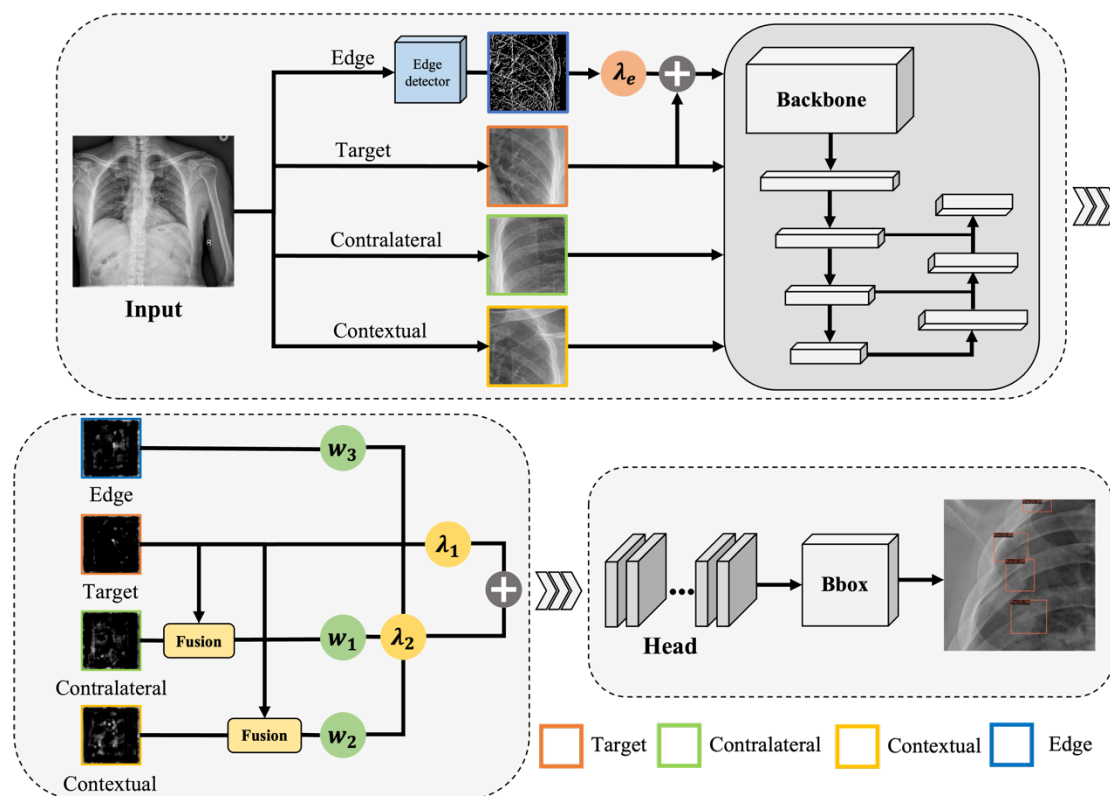 Edge
Edge
detector
λe
Backbone
Target
R
Contralateral
Input
Contextual
w3
Edge
λ1
Target
Fusion
w1
λ2
Contralateral
Fusion
w2
Contextual
Head
Bbox
Target
Contralateral
Contextual
Edge